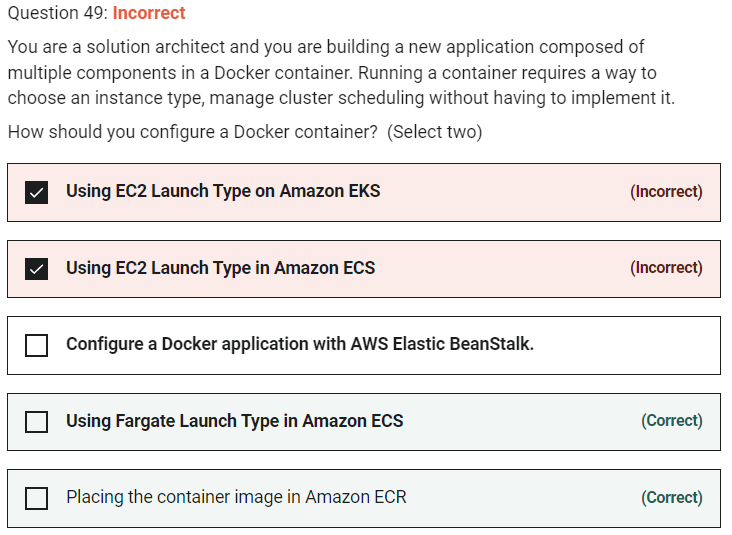 Question 49: Incorrect
You are a solution architect and you are building a new application composed of
multiple components in a Docker container. Running a container requires a way to
choose an instance type, manage cluster scheduling without having to implement it.
How should you configure a Docker container?  (Select two)
Using EC2 Launch Type on Amazon EKS (Incorrect)
Using EC2 Launch Type in Amazon ECS (Incorrect)
Configure a Docker application with AWS Elastic BeanStalk.
Using Fargate Launch Type in Amazon ECS (Correct)
Placing the container image in Amazon ECR (Correct)